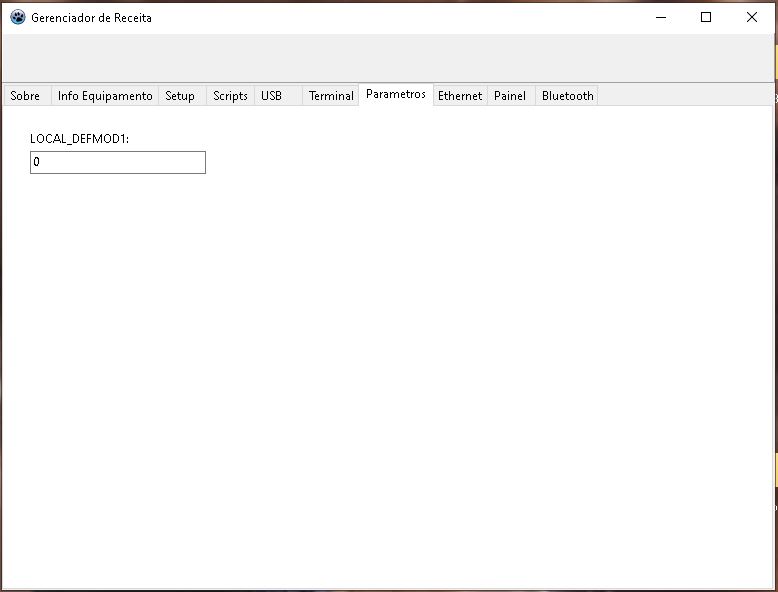 Gerenciador de Receita
Sobre Info Equipamento Setup Scripts USB Terminal Parametros Ethernet Painel Bluetooth
LOCAL_DEFMOD1:
0